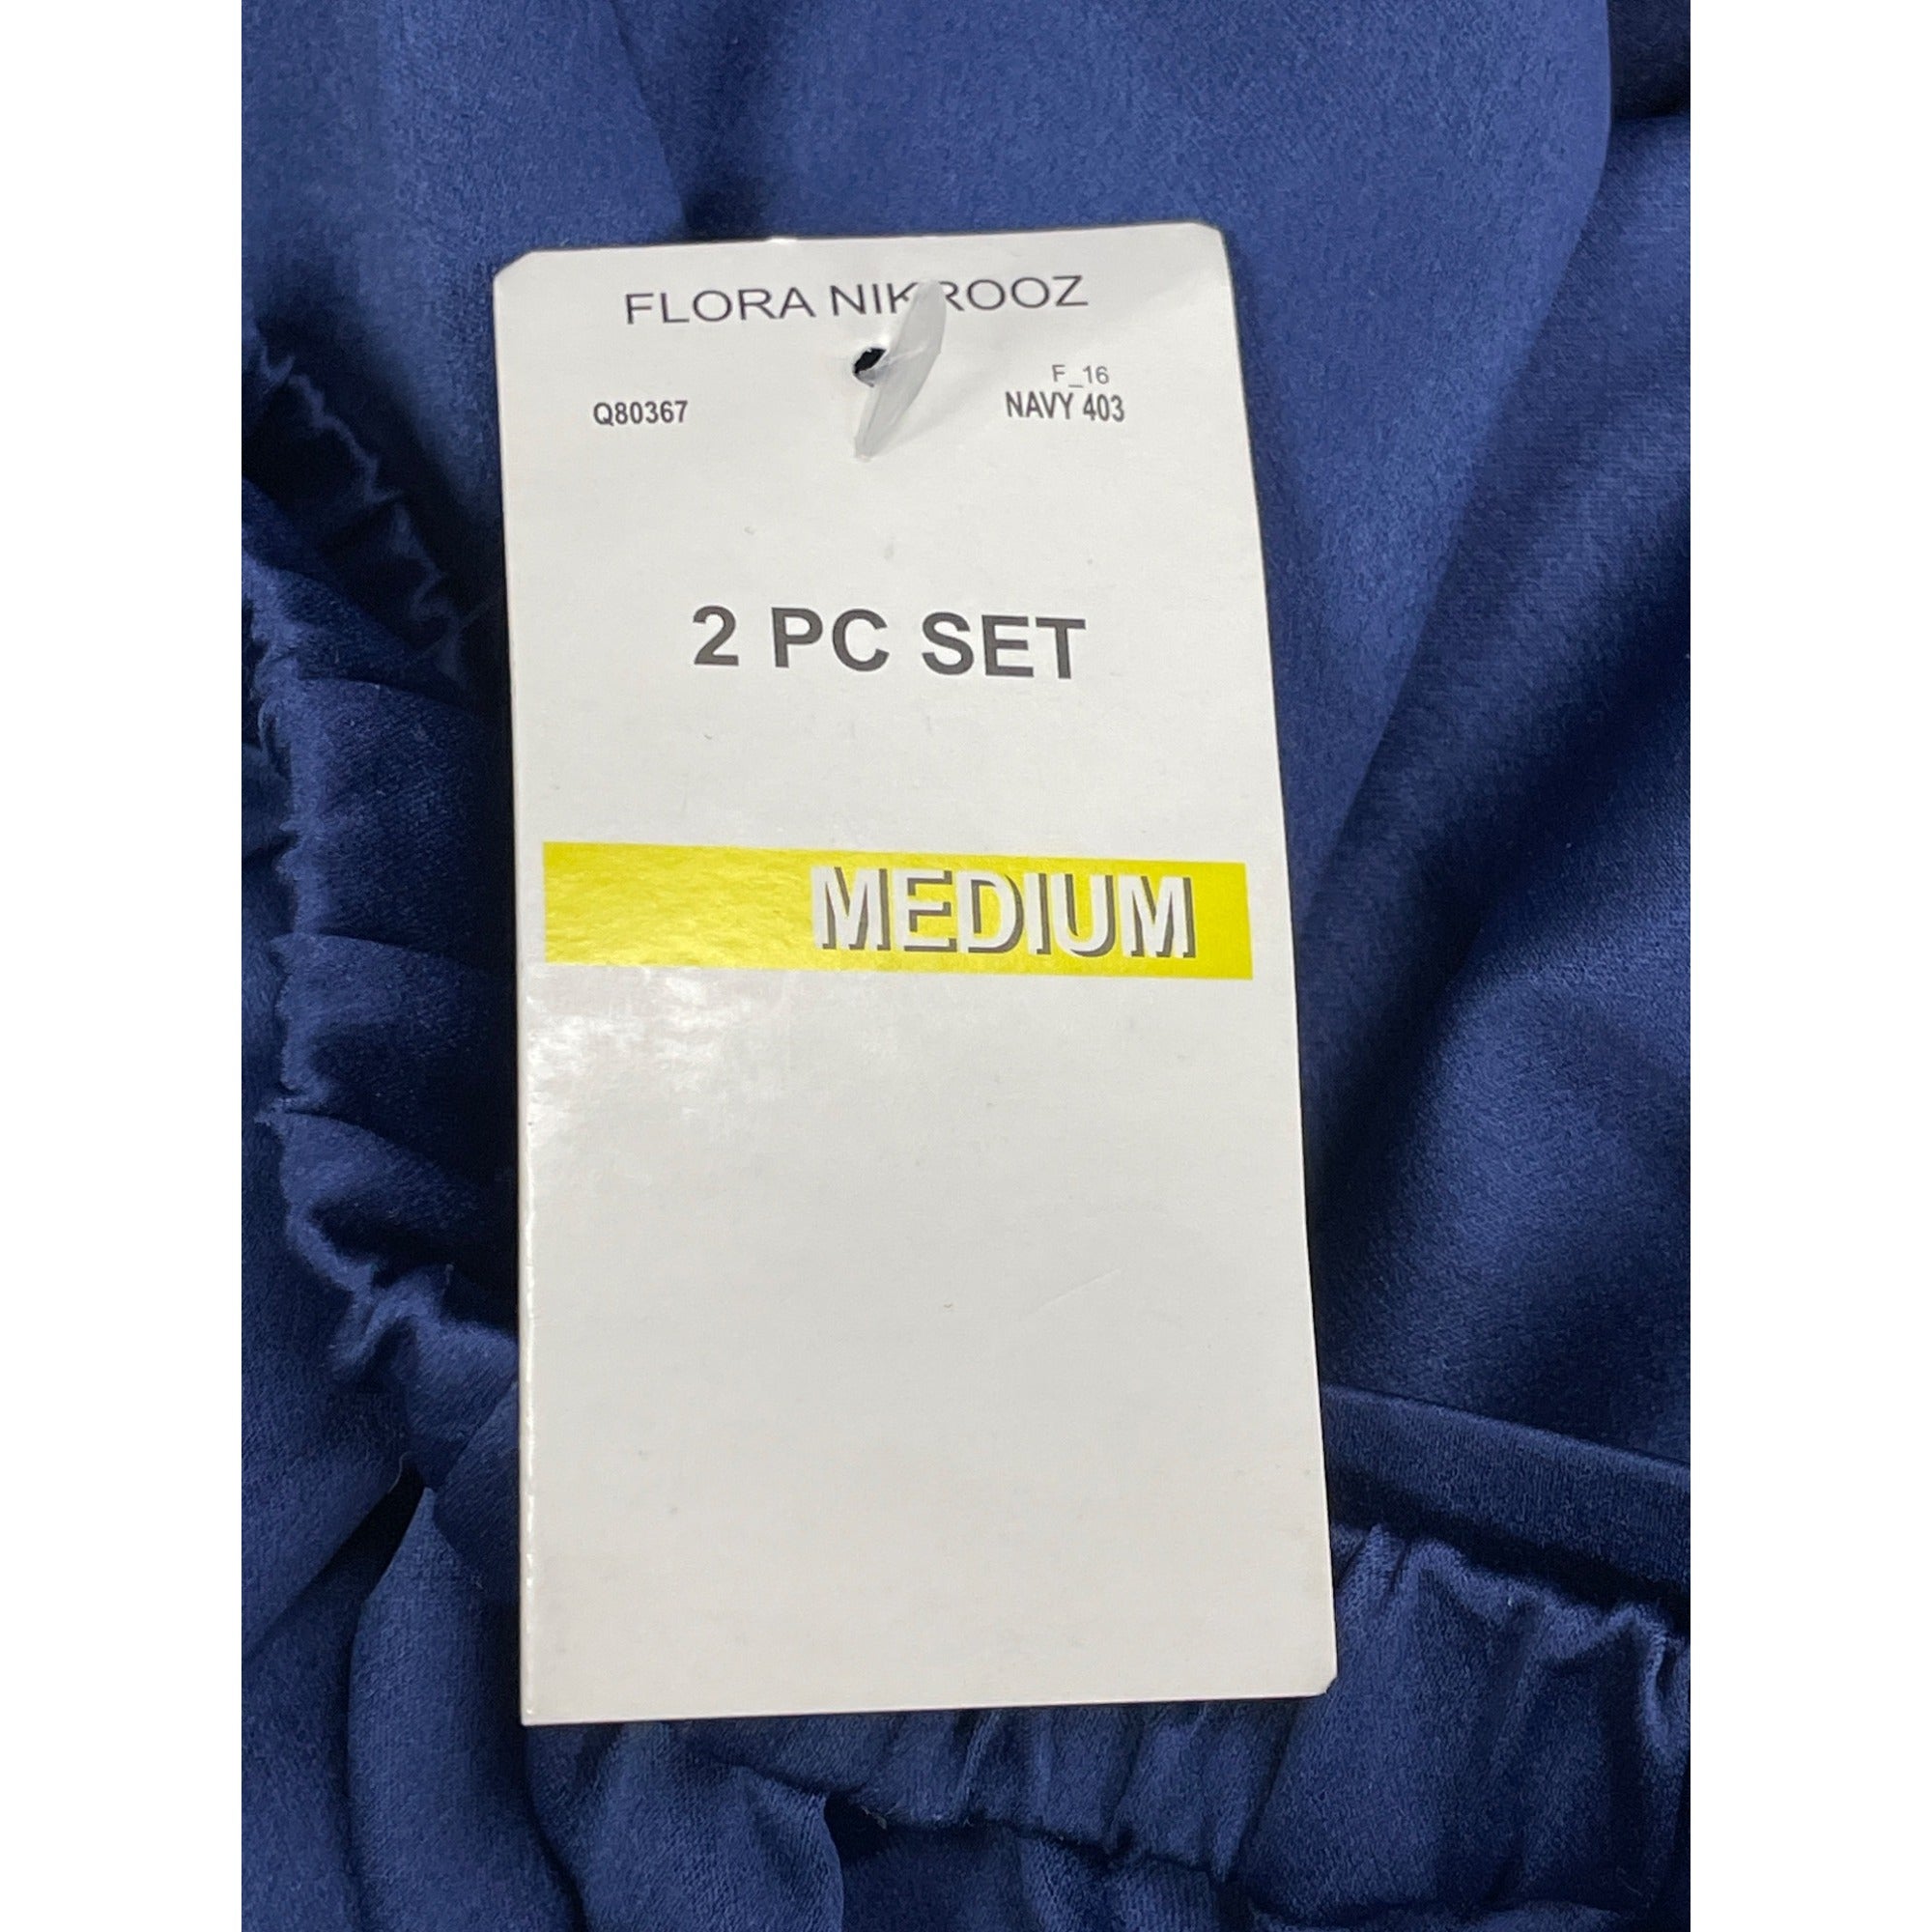 FLORA NIKROOZ
F_16
Q80367 NAVY 403
2 PC SET
MEDIUM